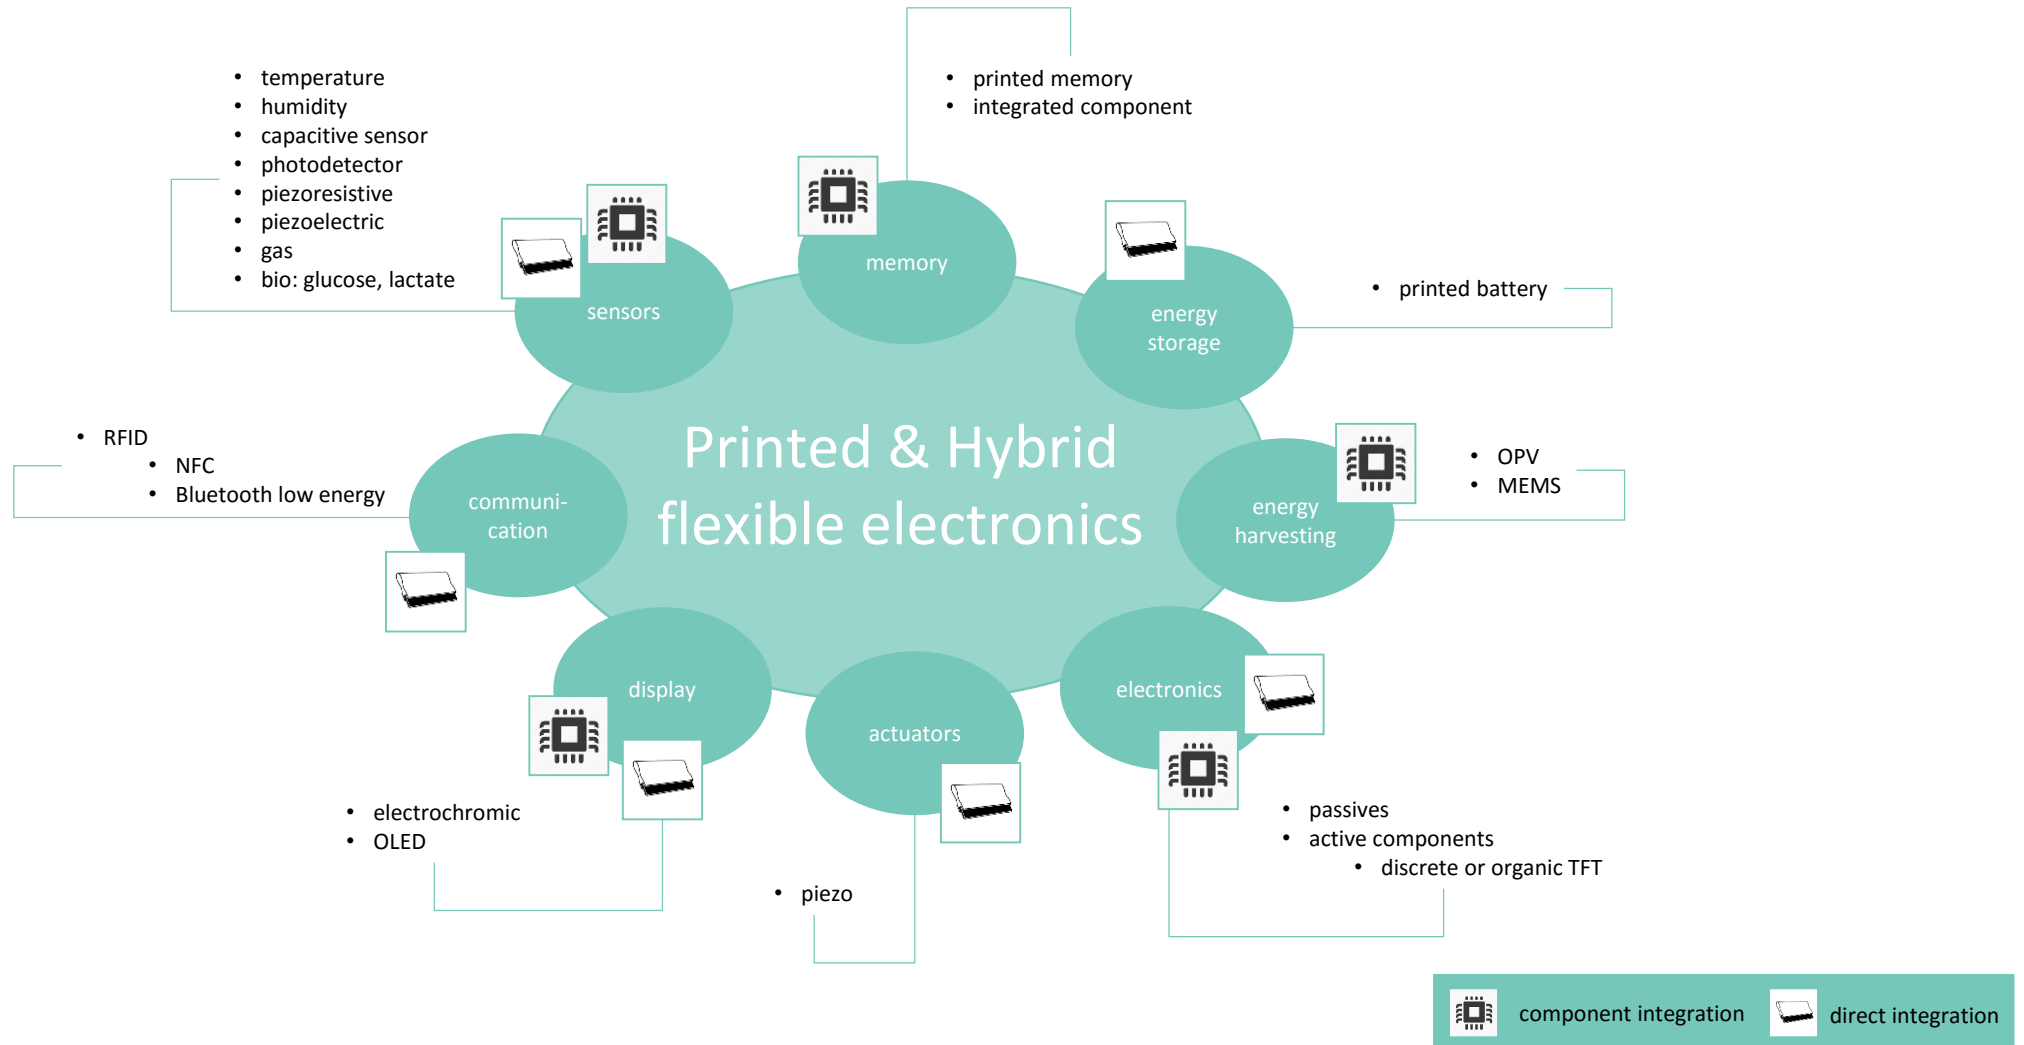 • temperature
• humidity
• capacitive sensor
• photodetector
• piezoresistive
• piezoelectric
• gas
• bio: glucose, lactate
• printed memory
• integrated component
memory
sensors
energy
storage
• printed battery
Printed & Hybrid
flexible electronics
• RFID
• NFC
• Bluetooth low energy
communi-
cation
energy
harvesting
• OPV
• MEMS
display
actuators
electronics
• electrochromic
• OLED
• piezo
• passives
• active components
• discrete or organic TFT
component integration
direct integration